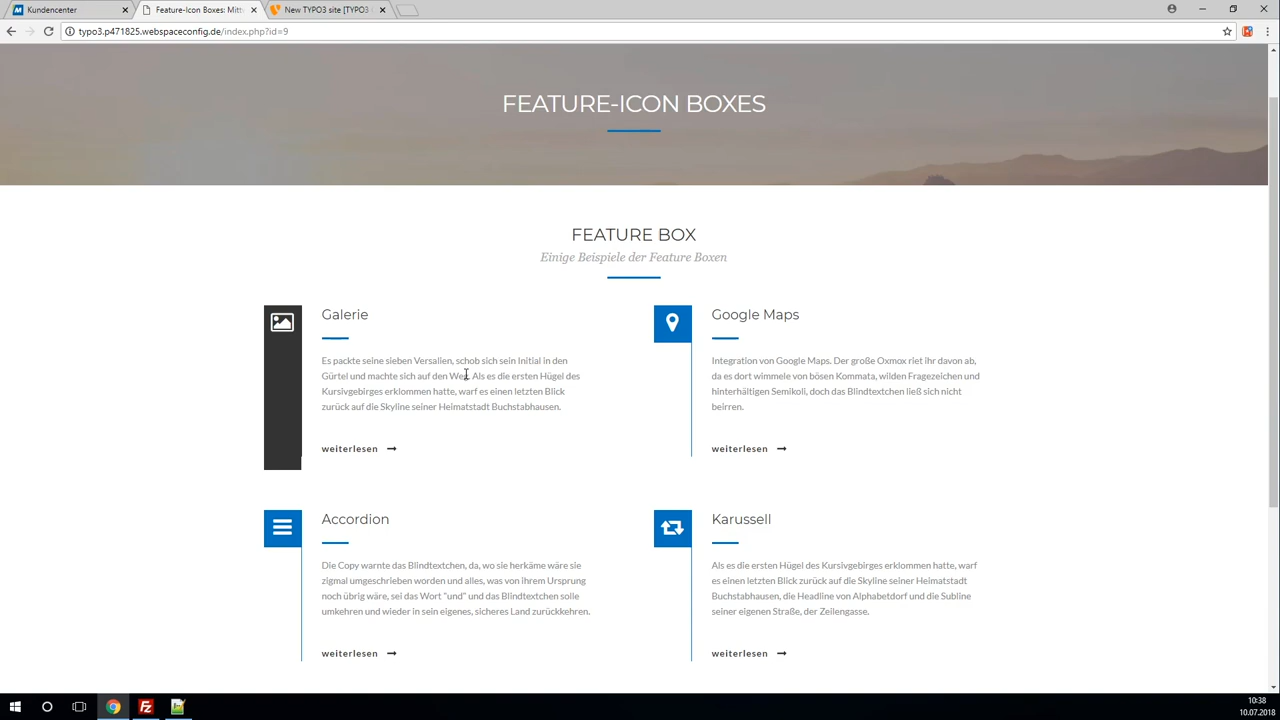 Kundencenter
Feature-Icon Boxes: Mitt
New TYPO3 site [TYPO3
typo3.p471825.webspaceconfig.de/index.php?id=9
FEATURE-ICON BOXES
FEATURE BOX
Einige Beispiele der Feature Boxen
Galerie
Es packte seine sieben Versalien, schob sich sein Initial in den
Gürtel und machte sich auf den Weg. Als es die ersten Hügel des
Kursivgebirges erklommen hatte, warf es einen letzten Blick
zurück auf die Skyline seiner Heimatstadt Buchstabhausen.
weiterlesen
Google Maps
Integration von Google Maps. Der große Oxmox riet ihr davon ab,
da es dort wimmele von bösen Kommata, wilden Fragezeichen und
hinterhältigen Semikoli, doch das Blindtextchen ließ sich nicht
beirren.
weiterlesen
Accordion
Die Copy warnte das Blindtextchen, da, wo sie herkäme wäre sie
zigmal umgeschrieben worden und alles, was von ihrem Ursprung
noch übrig wäre, sei das Wort "und" und das Blindtextchen solle
umkehren und wieder in sein eigenes, sicheres Land zurückkehren.
weiterlesen
Karussell
Als es die ersten Hügel des Kursivgebirges erklommen hatte, warf
es einen letzten Blick zurück auf die Skyline seiner Heimatstadt
Buchstabhausen, die Headline von Alphabetdorf und die Subline
seiner eigenen Straße, der Zeilengasse.
weiterlesen
10:38
10.07.2018